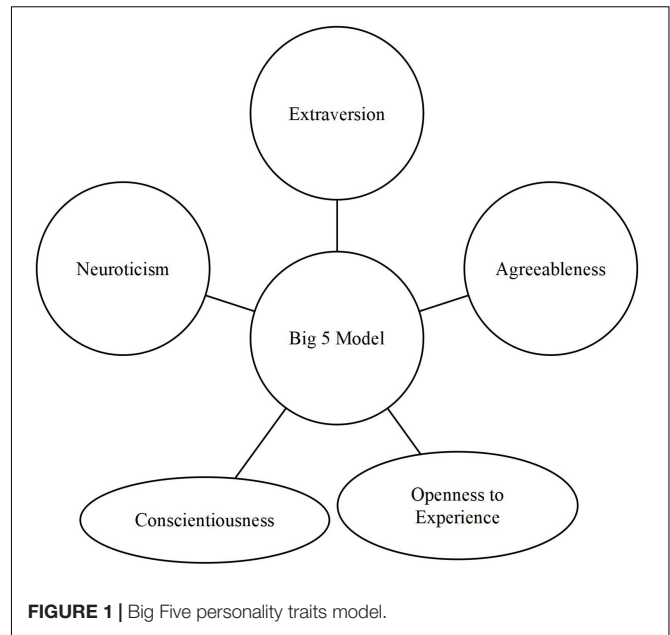 Extraversion
Neuroticism
Agreeableness
Big 5 Model
Conscientiousness
Openness to
Experience
FIGURE 1 | Big Five personality traits model.